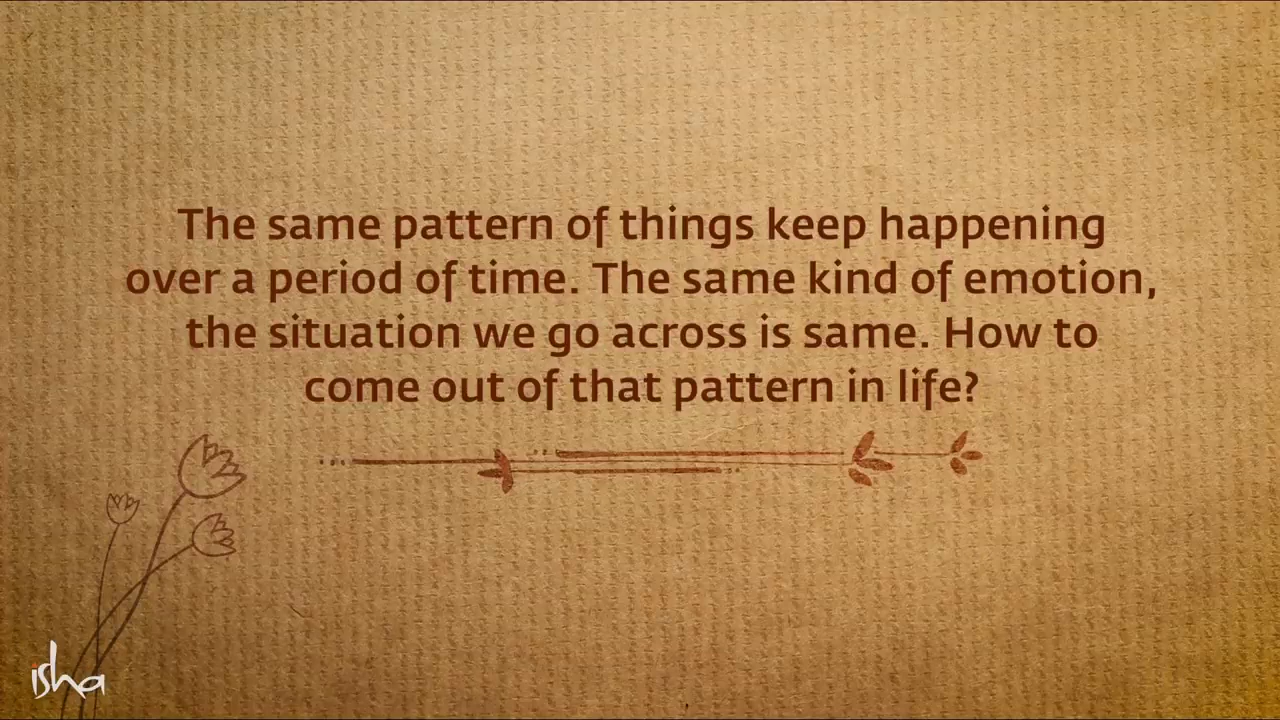 The same pattern of things keep happening
over a period of time. The same kind of emotion,
the situation we go across is same. How to
come out of that pattern in life?
isha